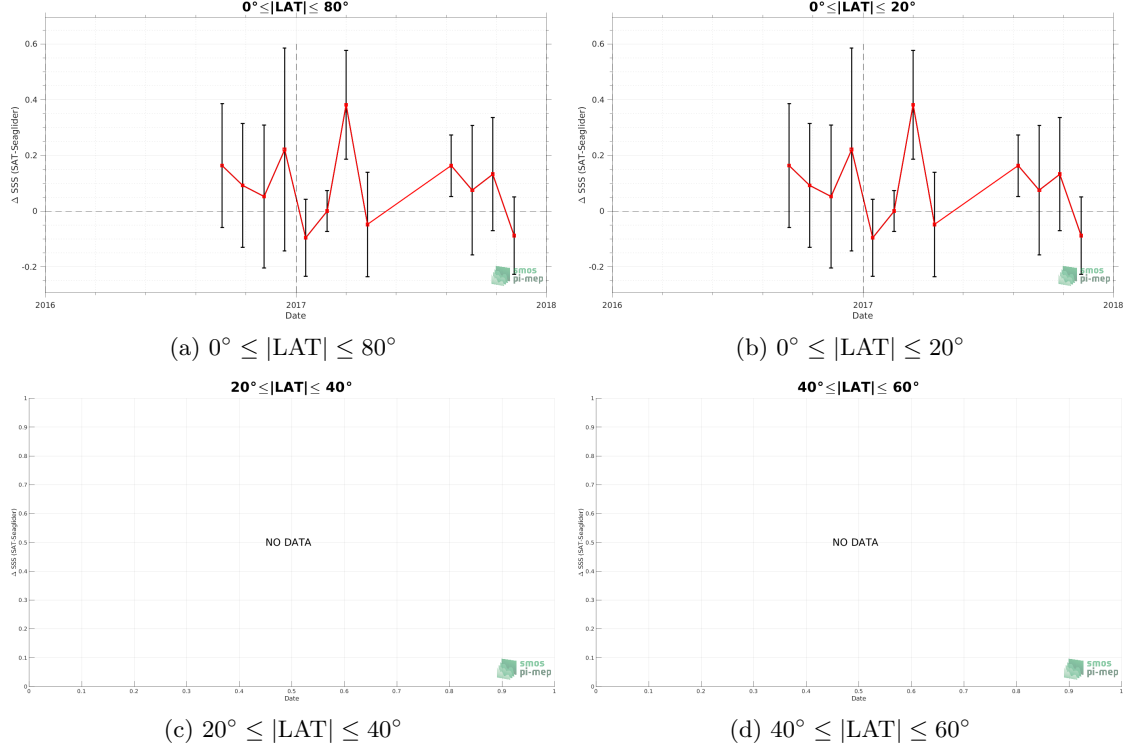 0°≤|LAT|≤ 80°
Δ SSS (SAT-Seaglider)
0.6
0.4
0.2
0
-0.2
2016
2017
2018
Date
smos
pi-mep
(a) 0° ≤ |LAT| ≤ 80°
0°≤|LAT|≤ 20°
Δ SSS (SAT-Seaglider)
0.6
0.4
0.2
0
-0.2
2016
2017
2018
Date
smos
pi-mep
(b) 0° ≤ |LAT| ≤ 20°
20°≤|LAT|≤ 40°
Δ SSS (SAT-Seaglider)
1
0.9
0.8
0.7
0.6
0.5
0.4
0.3
0.2
0.1
0
NO DATA
0 0.1 0.2 0.3 0.4 0.5 0.6 0.7 0.8 0.9 1
Date
smos
pi-mep
(c) 20° ≤ |LAT| ≤ 40°
40°≤|LAT|≤ 60°
Δ SSS (SAT-Seaglider)
1
0.9
0.8
0.7
0.6
0.5
0.4
0.3
0.2
0.1
0
NO DATA
0 0.1 0.2 0.3 0.4 0.5 0.6 0.7 0.8 0.9 1
Date
smos
pi-mep
(d) 40° ≤ |LAT| ≤ 60°